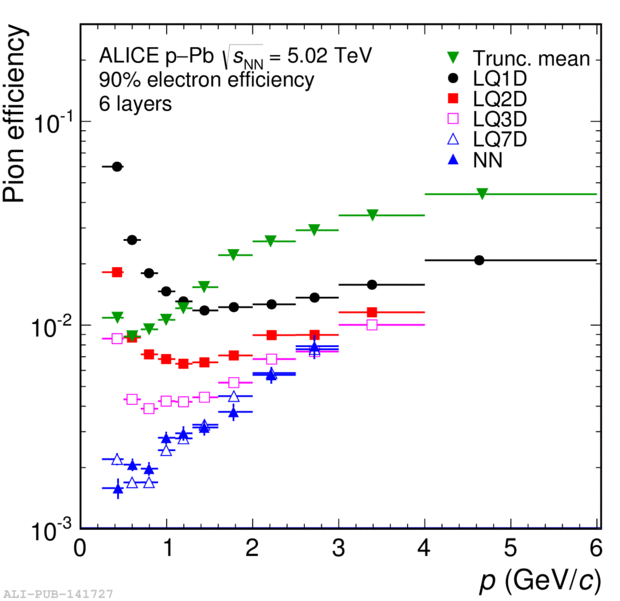 ALICE p–Pb √sNN = 5.02 TeV
90% electron efficiency
6 layers
Trunc. mean
LQ1D
LQ2D
LQ3D
LQ7D
NN
Pion efficiency
10-1
10-2
10-3
0 1 2 3 4 5 6
p (GeV/c)
ALI-PUB-141727